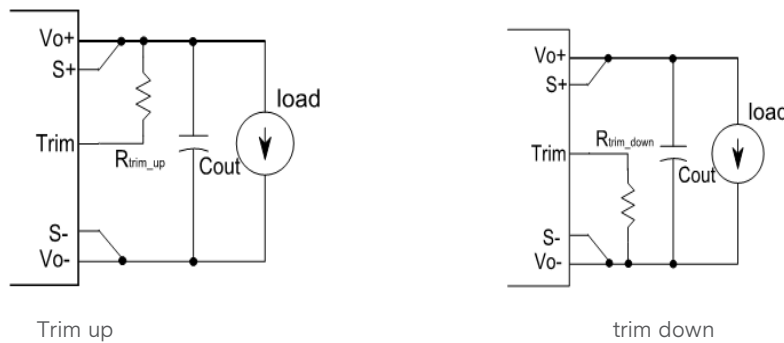 Vo+
S+
load
Trim
Rtrim_up
Cout
S-
Vo-
Trim up
Vo+
S+
load
Trim
Rtrim_down
Cout
S-
Vo-
trim down